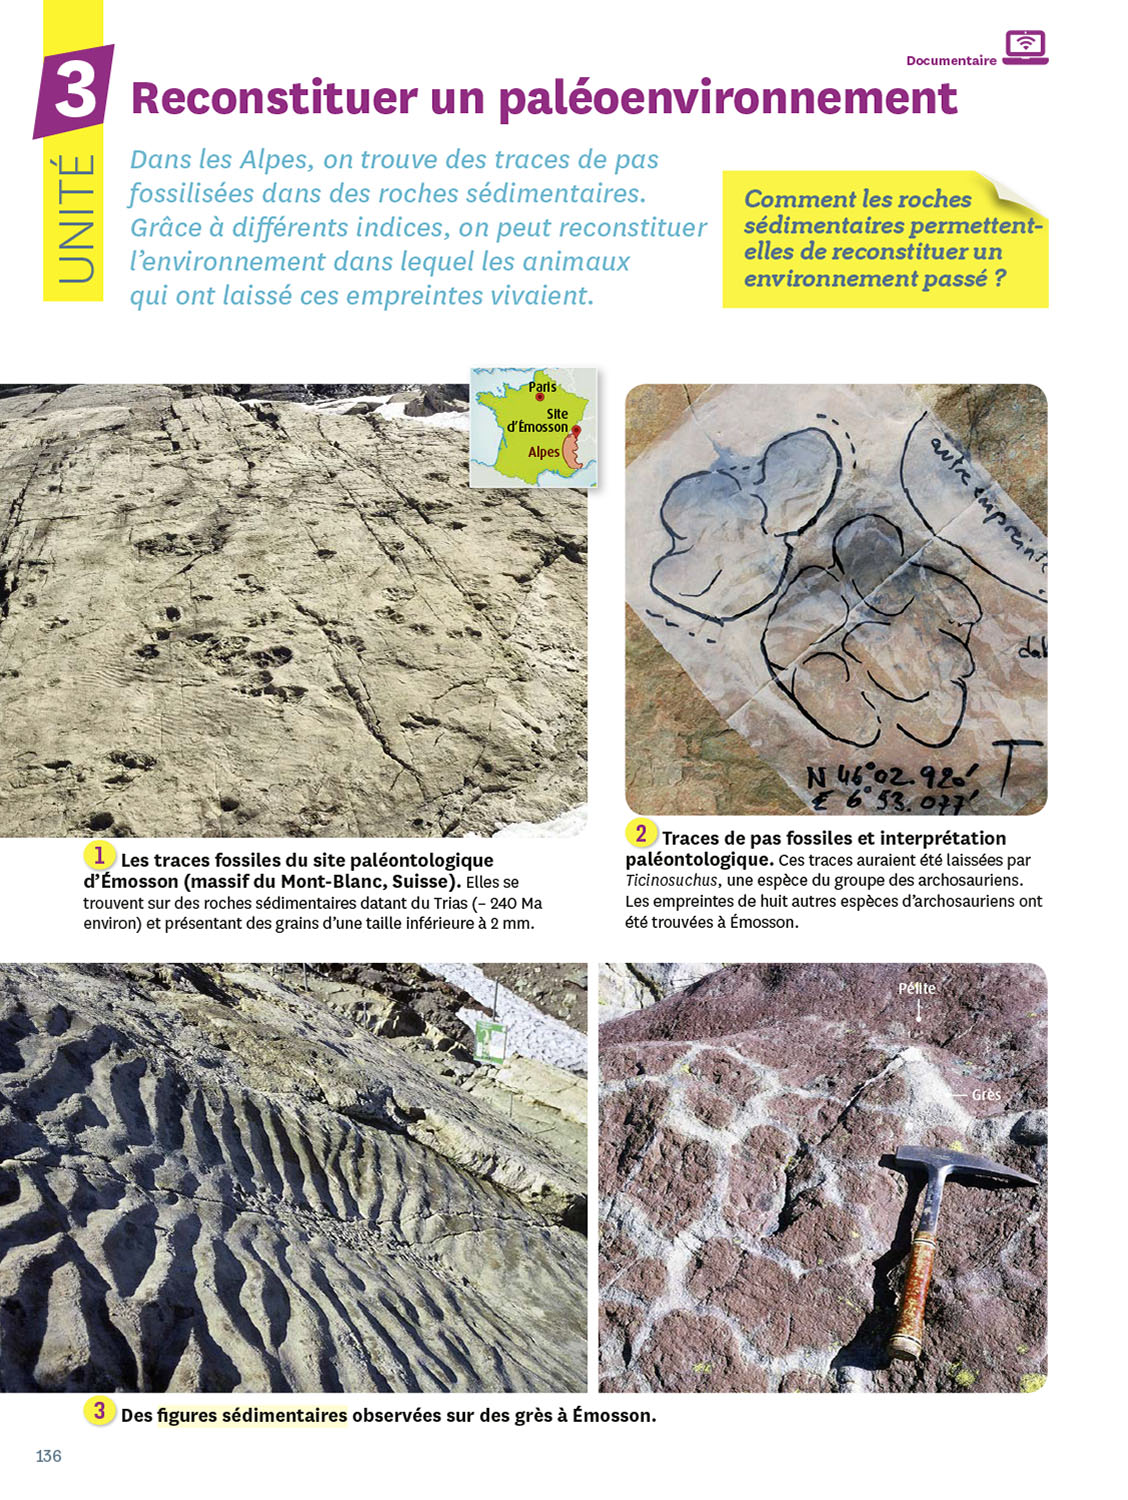 Documentaire
3
UNITÉ
Reconstituer un paléoenvironnement
Dans les Alpes, on trouve des traces de pas
fossilisées dans des roches sédimentaires.
Grâce à différents indices, on peut reconstituer
l'environnement dans lequel les animaux
qui ont laissé ces empreintes vivaient.
Comment les roches
sédimentaires permettent-
elles de reconstituer un
environnement passé ?
Paris
Site
d'Émosson
Alpes
autre empreinte
N 46°02.920'
E 6°53.077'
T
1 Les traces fossiles du site paléontologique
d'Émosson (massif du Mont-Blanc, Suisse). Elles se
trouvent sur des roches sédimentaires datant du Trias (– 240 Ma
environ) et présentant des grains d'une taille inférieure à 2 mm.
2 Traces de pas fossiles et interprétation
paléontologique. Ces traces auraient été laissées par
Ticinosuchus, une espèce du groupe des archosauriens.
Les empreintes de huit autres espèces d'archosauriens ont
été trouvées à Émosson.
Pélite
Grès
3 Des figures sédimentaires observées sur des grès à Émosson.
136